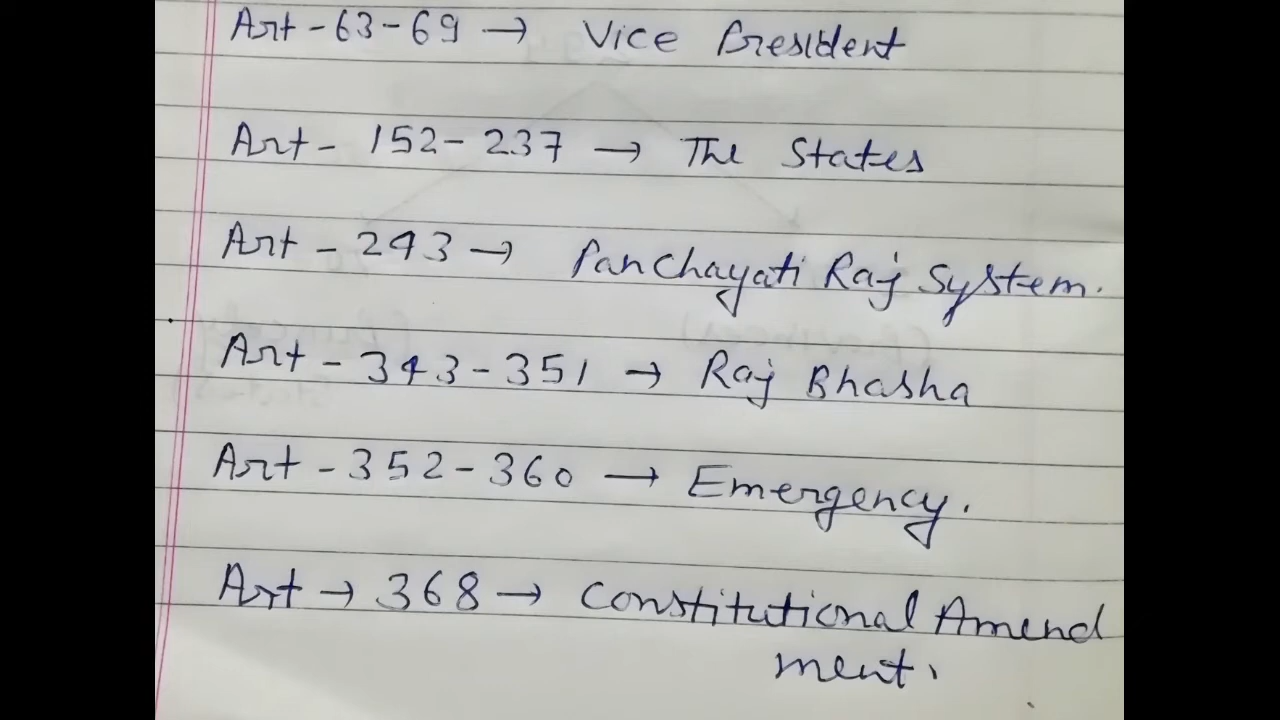 Art - 63 - 69 → Vice President
Art - 152 - 237 → The States
Art - 243 → Panchayati Raj System.
Art - 343 - 351 → Raj Bhasha
Art - 352 - 360 → Emergency.
Art → 368 → Constitutional Amend
ment.